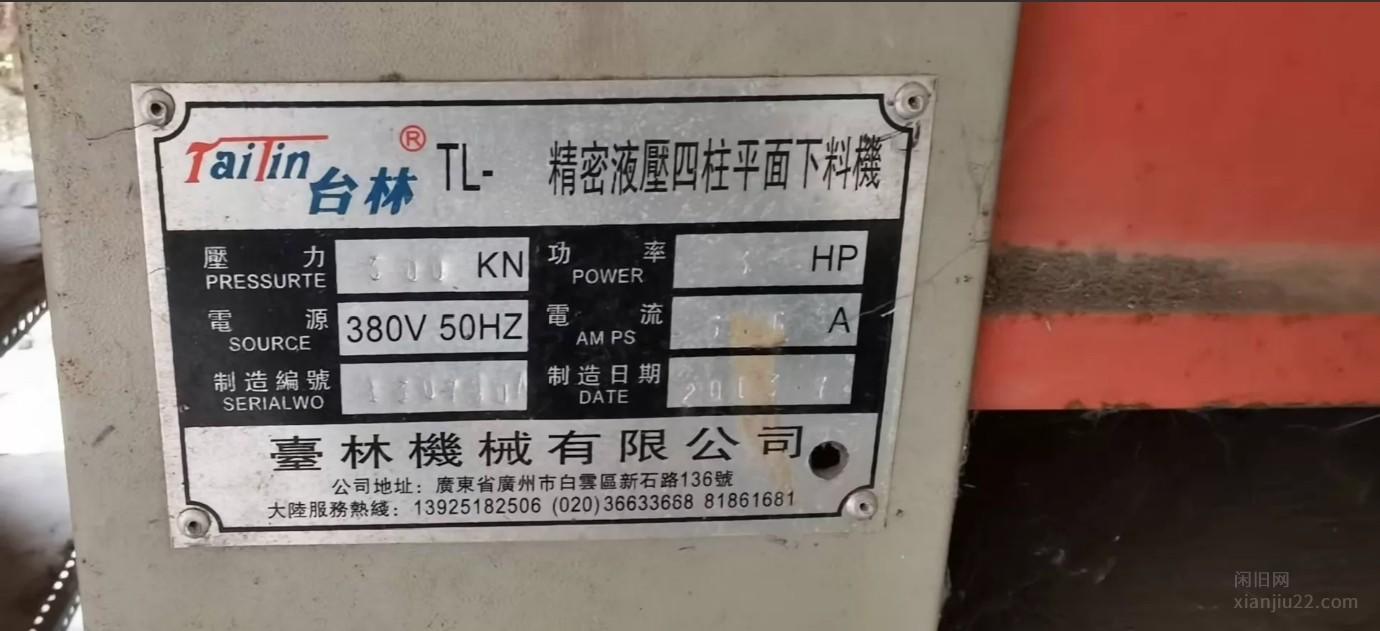 TaiTin 台林 ® TL- 精密液壓四柱平面下料機
壓力 300 KN 功率 HP
PRESSURTE POWER
電源 380V 50HZ 電流 A
SOURCE AM PS
制造編號 制造日期
SERIALWO DATE
臺林機械有限公司
公司地址：廣東省廣州市白雲區新石路136號
大陸服務熱綫：13925182506 (020)36633668 81861681
闲旧网
xianjiu22.com